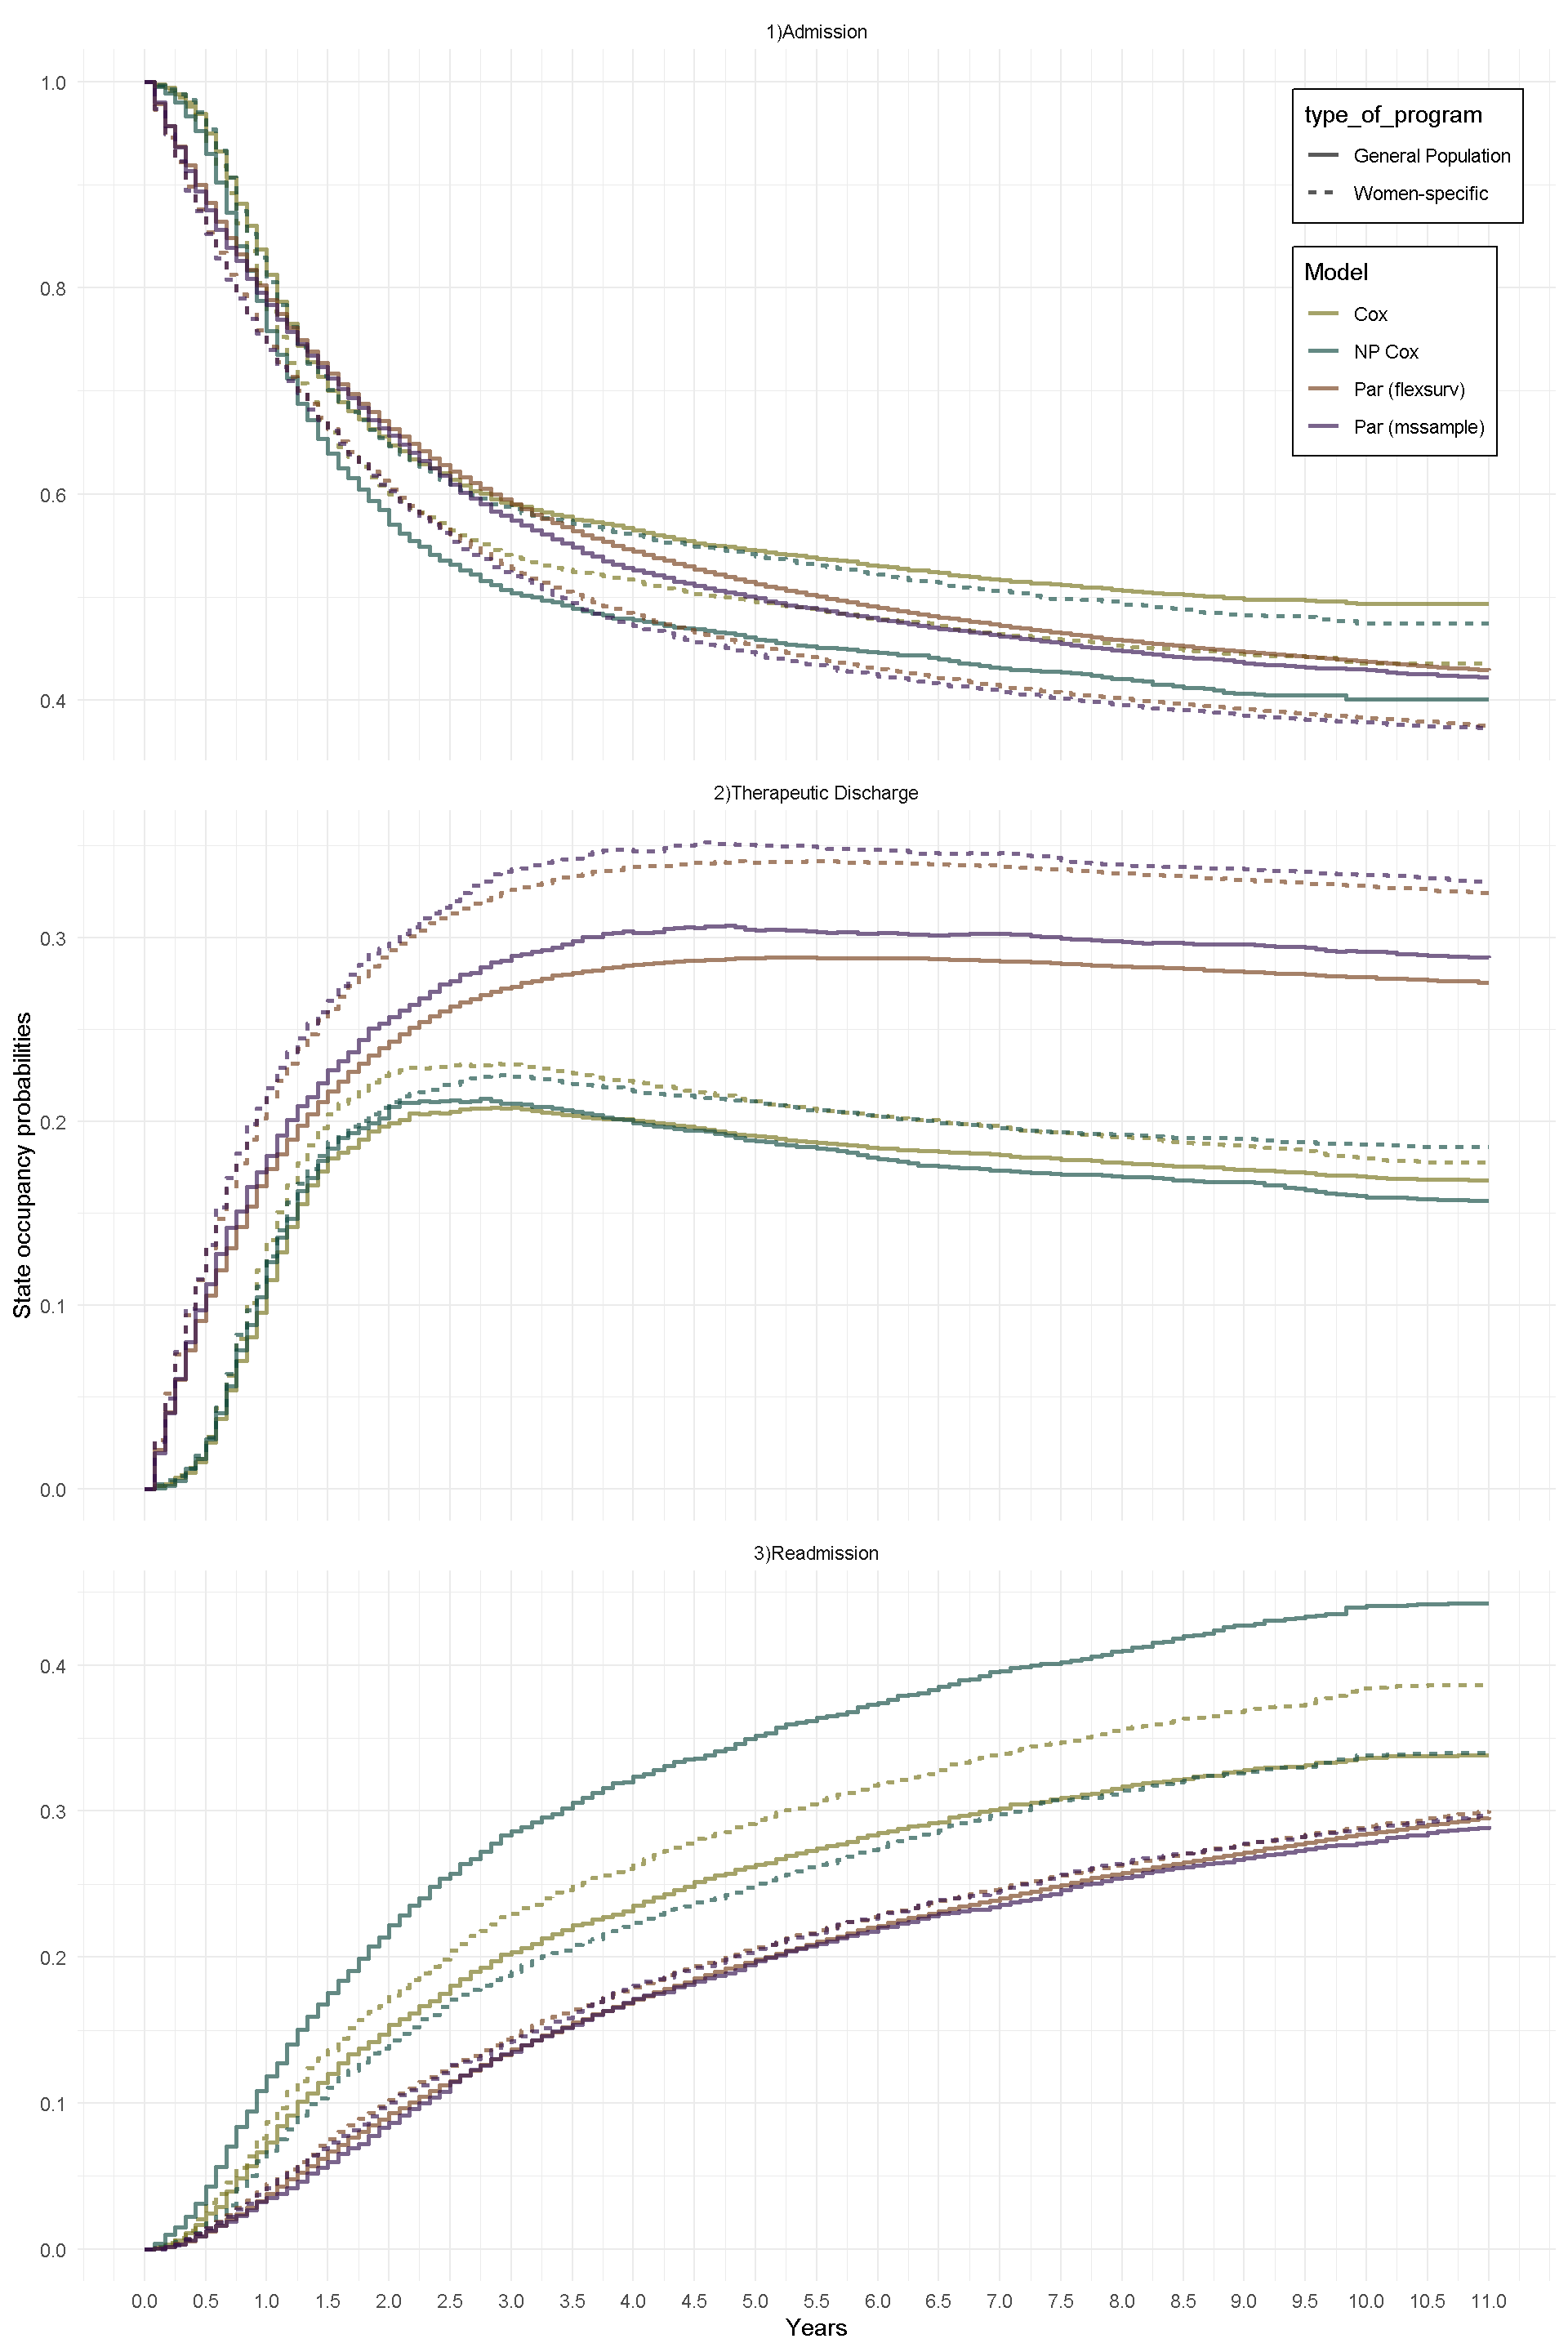 1)Admission
1.0
0.8
0.6
0.4
type_of_program
General Population
Women-specific
Model
Cox
NP Cox
Par (flexsurv)
Par (mssample)
2)Therapeutic Discharge
0.3
0.2
0.1
0.0
State occupancy probabilities
3)Readmission
0.4
0.3
0.2
0.1
0.0
0.0 0.5 1.0 1.5 2.0 2.5 3.0 3.5 4.0 4.5 5.0 5.5 6.0 6.5 7.0 7.5 8.0 8.5 9.0 9.5 10.0 10.5 11.0
Years